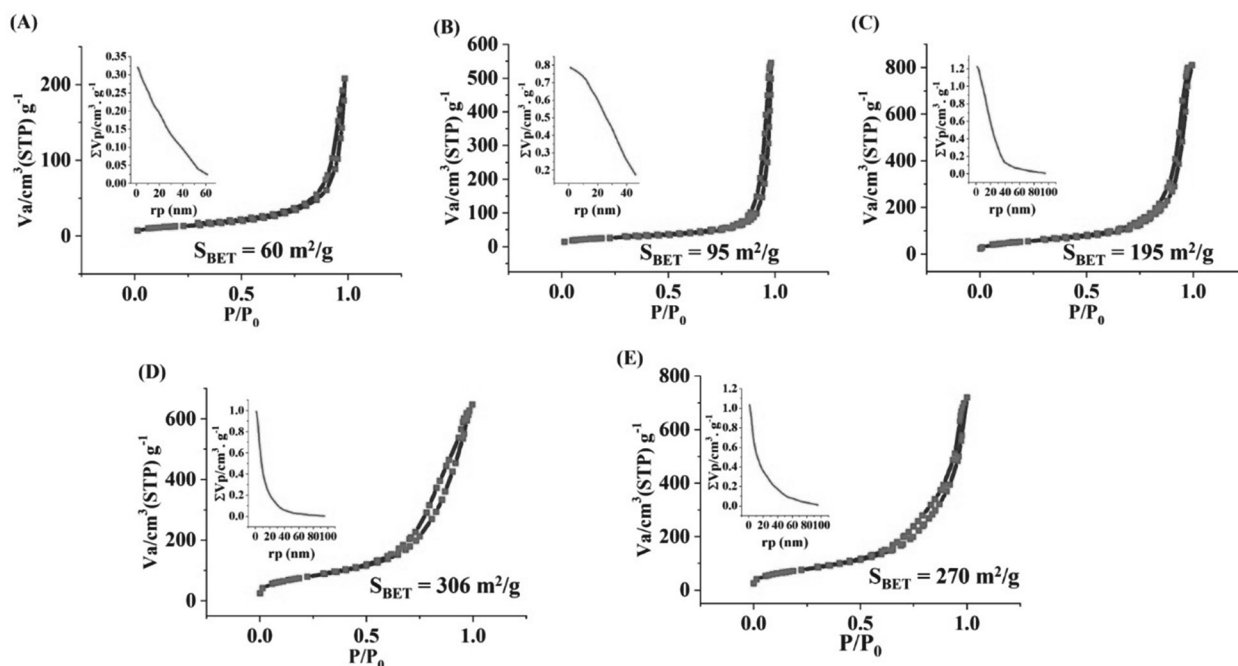 (A)
Va/cm³(STP) g⁻¹
200
100
0
ΣVp/cm³. g⁻¹
0.35
0.30
0.25
0.20
0.15
0.10
0.05
0.00
0 20 40 60
rp (nm)
S_BET = 60 m²/g
0.0 0.5 1.0
P/P₀
(B)
Va/cm³(STP) g⁻¹
600
500
400
300
200
100
0
ΣVp/cm³. g⁻¹
0.8
0.7
0.6
0.5
0.4
0.3
0.2
0 20 40
rp (nm)
S_BET = 95 m²/g
0.0 0.5 1.0
P/P₀
(C)
Va/cm³(STP) g⁻¹
800
600
400
200
0
ΣVp/cm³. g⁻¹
1.2
1.0
0.8
0.6
0.4
0.2
0.0
0 20 40 60 80 100
rp (nm)
S_BET = 195 m²/g
0.0 0.5 1.0
P/P₀
(D)
Va/cm³(STP) g⁻¹
600
400
200
0
ΣVp/cm³. g⁻¹
1.0
0.8
0.6
0.4
0.2
0.0
0 20 40 60 80 100
rp (nm)
S_BET = 306 m²/g
0.0 0.5 1.0
P/P₀
(E)
Va/cm³(STP) g⁻¹
800
600
400
200
0
ΣVp/cm³. g⁻¹
1.2
1.0
0.8
0.6
0.4
0.2
0.0
0 20 40 60 80 100
rp (nm)
S_BET = 270 m²/g
0.0 0.5 1.0
P/P₀